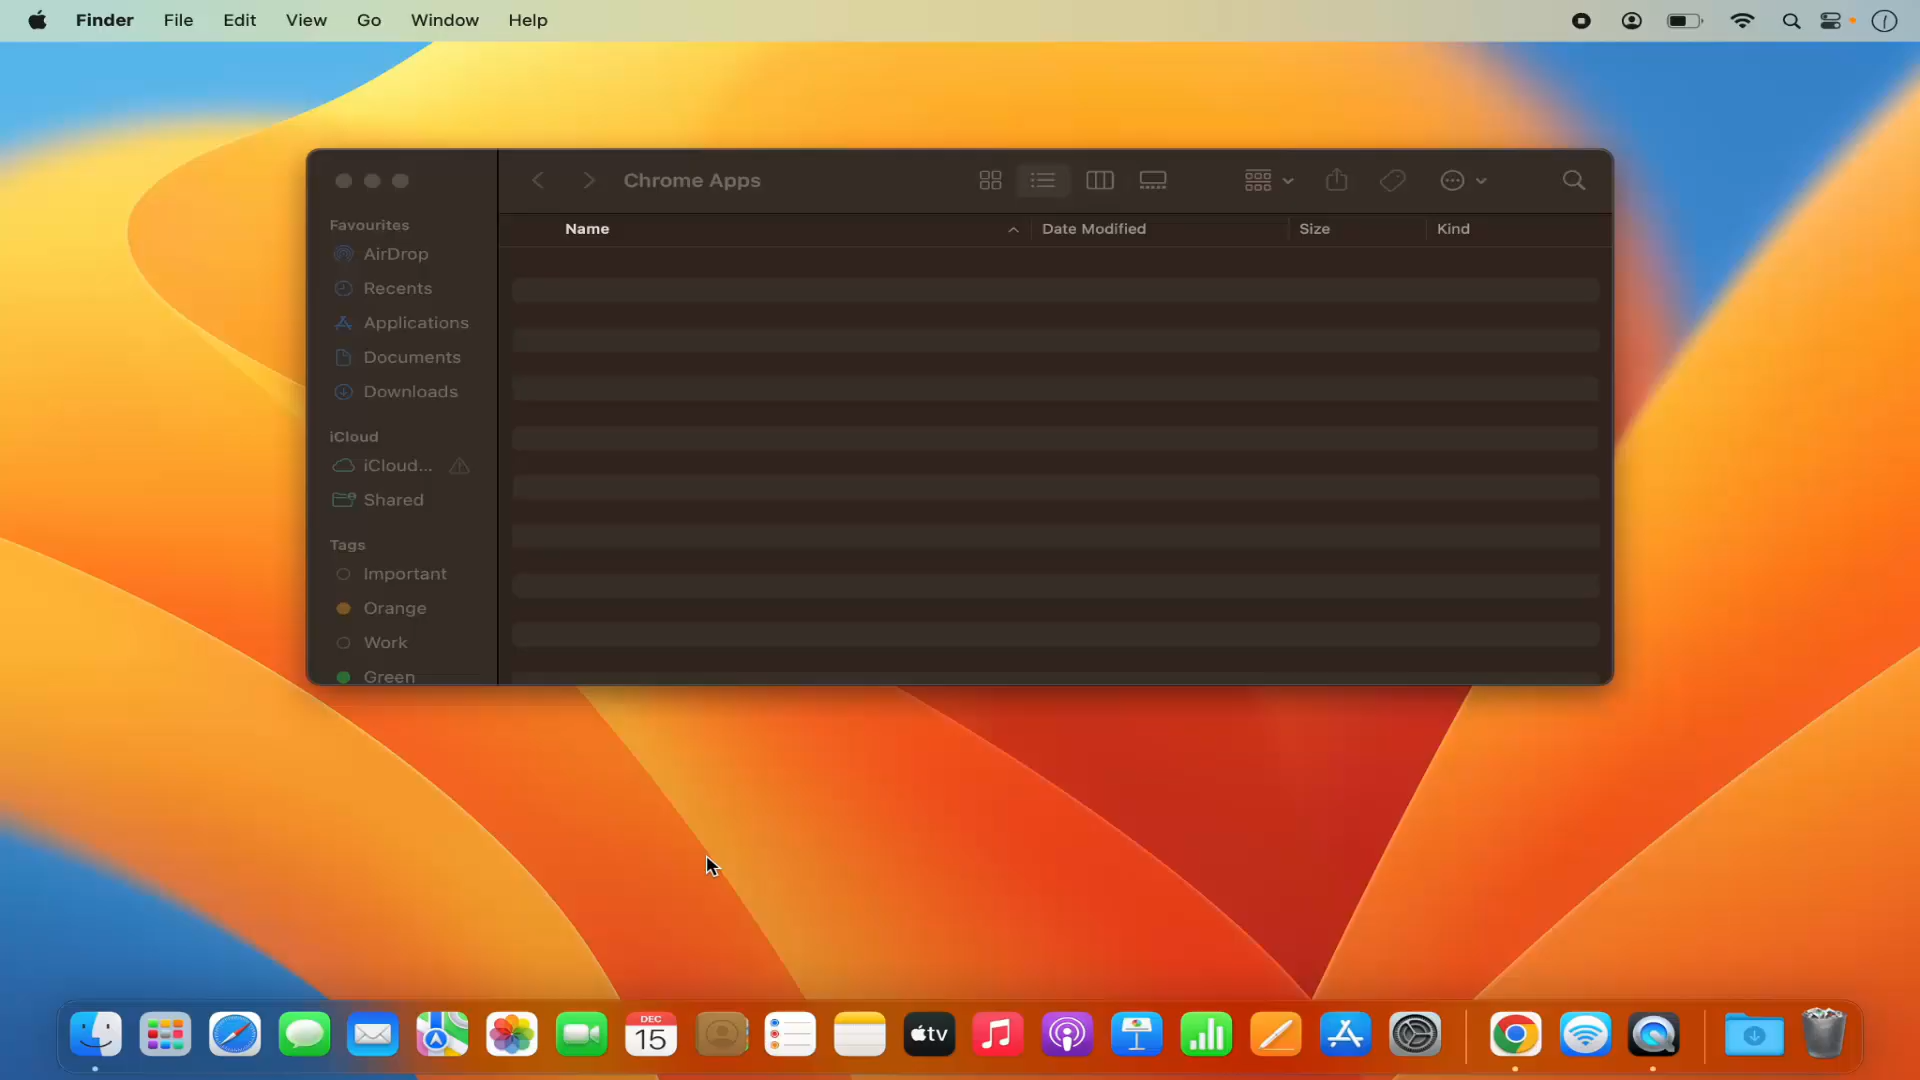 Finder File Edit View Go Window Help
Chrome Apps
Name Date Modified Size Kind
Favourites
AirDrop
Recents
Applications
Documents
Downloads
iCloud
iCloud...
Shared
Tags
Important
Orange
Work
Green
DEC
15
tv